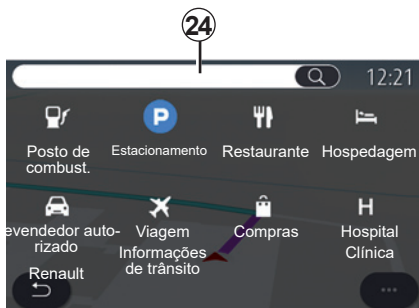 24
12:21
P
Posto de combust.
Estacionamento
Restaurante
Hospedagem
H
evendedor auto-
rizado
Renault
Viagem
Informações
de trânsito
Compras
Hospital
Clínica